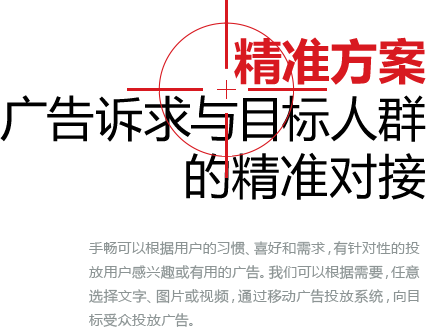 精准方案
广告诉求与目标人群
的精准对接
手畅可以根据用户的习惯、喜好和需求，有针对性的投
放用户感兴趣或有用的广告。我们可以根据需要，任意
选择文字、图片或视频，通过移动广告投放系统，向目
标受众投放广告。